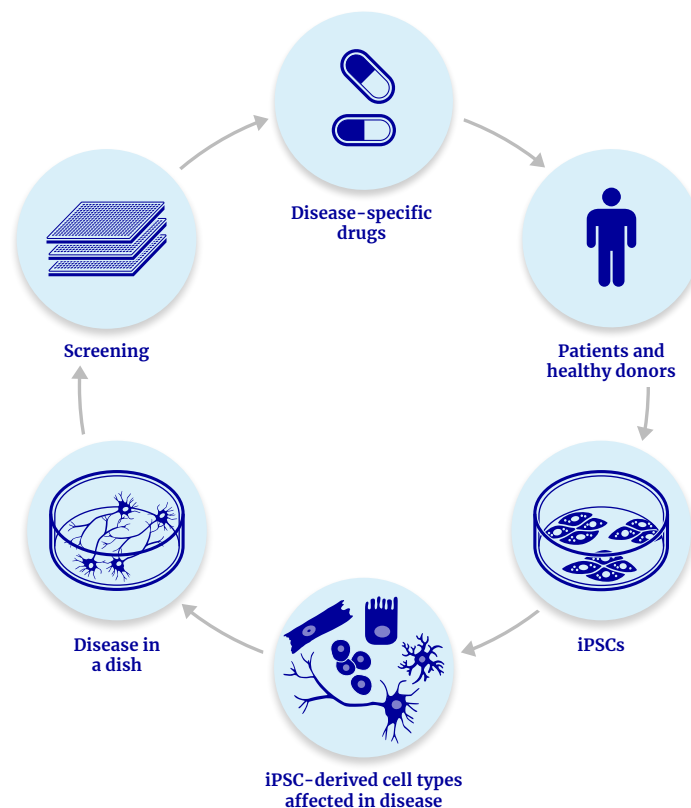 Disease-specific
drugs
Screening
Patients and
healthy donors
Disease in
a dish
iPSCs
iPSC-derived cell types
affected in disease